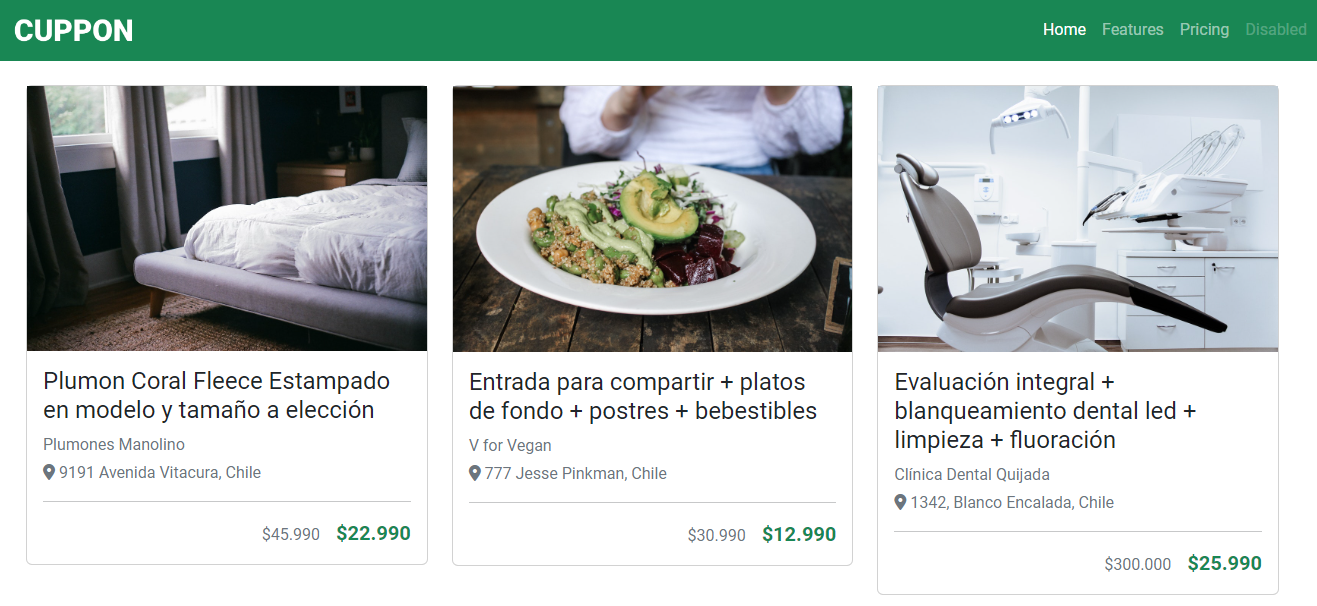 CUPPON
Home Features Pricing Disabled
Plumon Coral Fleece Estampado
en modelo y tamaño a elección
Plumones Manolino
9191 Avenida Vitacura, Chile
$45.990 $22.990
Entrada para compartir + platos
de fondo + postres + bebestibles
V for Vegan
777 Jesse Pinkman, Chile
$30.990 $12.990
Evaluación integral +
blanqueamiento dental led +
limpieza + fluoración
Clínica Dental Quijada
1342, Blanco Encalada, Chile
$300.000 $25.990